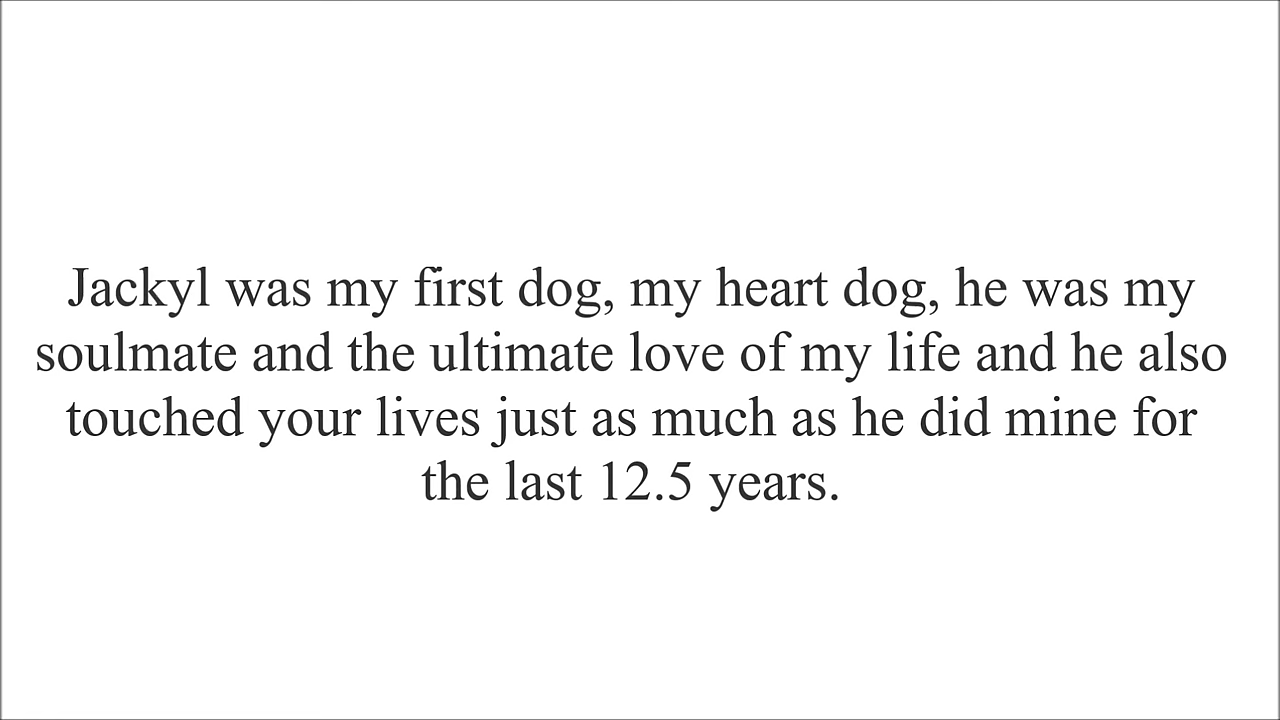 Jackyl was my first dog, my heart dog, he was my
soulmate and the ultimate love of my life and he also
touched your lives just as much as he did mine for
the last 12.5 years.